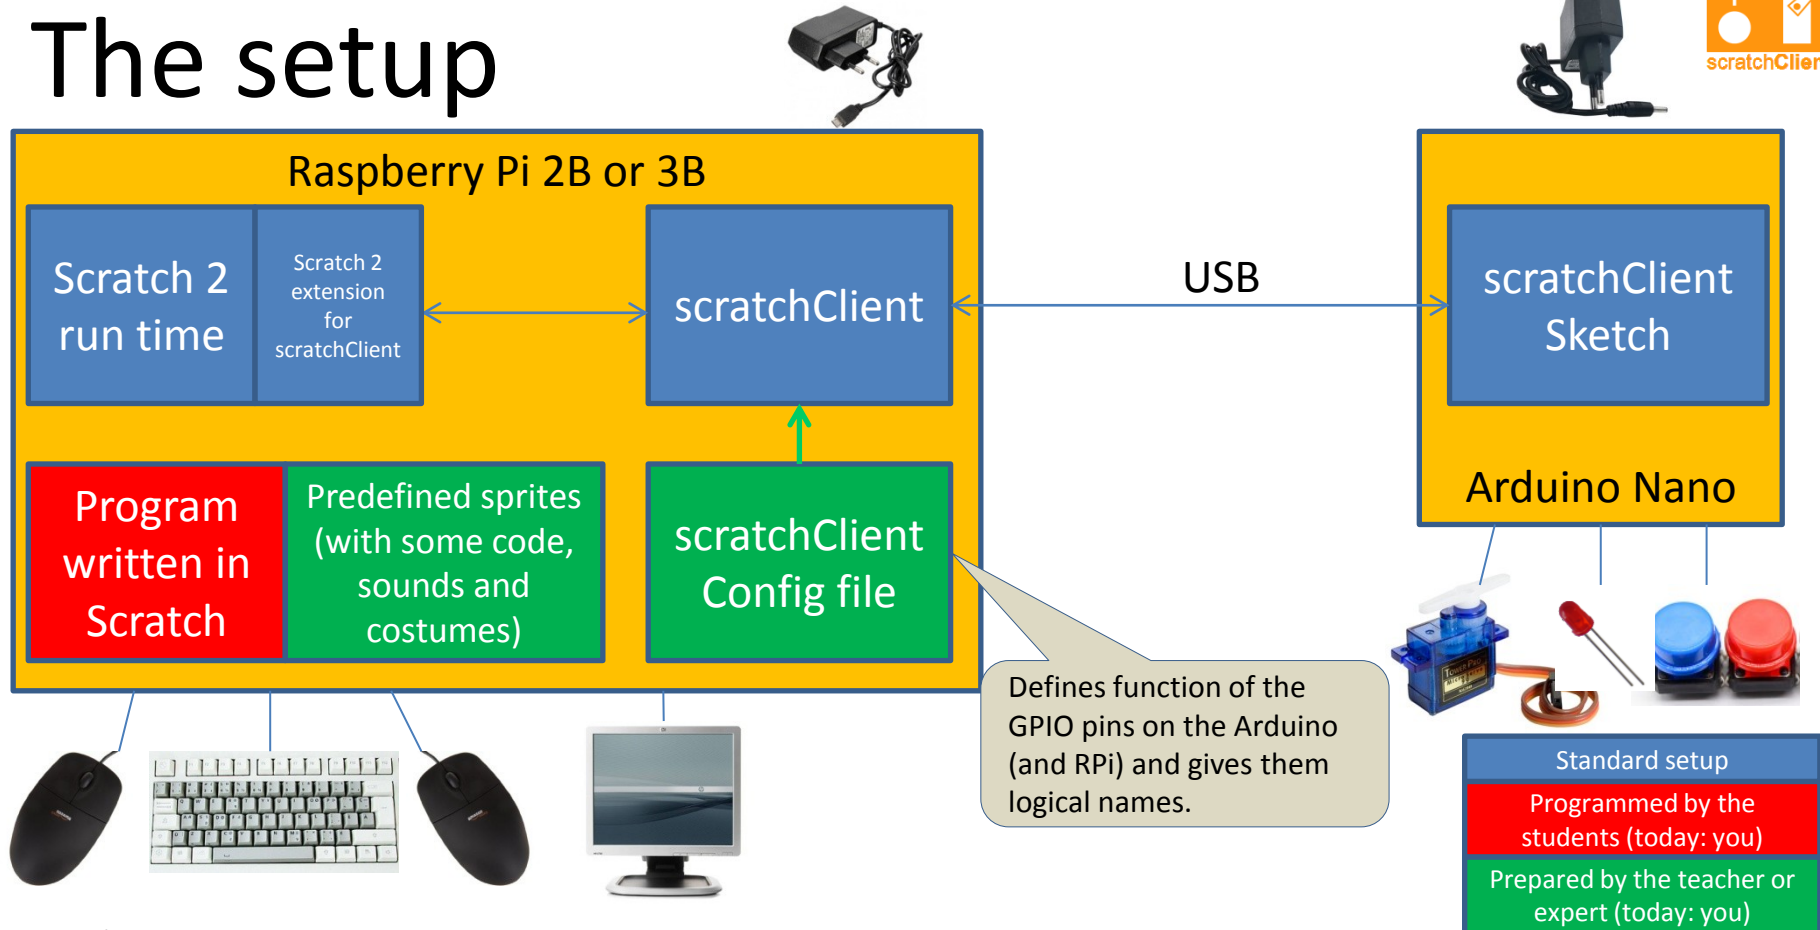 The setup
scratchClien
Raspberry Pi 2B or 3B
Scratch 2
run time
Scratch 2
extension
for
scratchClient
scratchClient
USB
scratchClient
Sketch
Program
written in
Scratch
Predefined sprites
(with some code,
sounds and
costumes)
scratchClient
Config file
Arduino Nano
Defines function of the
GPIO pins on the Arduino
(and RPi) and gives them
logical names.
Standard setup
Programmed by the
students (today: you)
Prepared by the teacher or
expert (today: you)